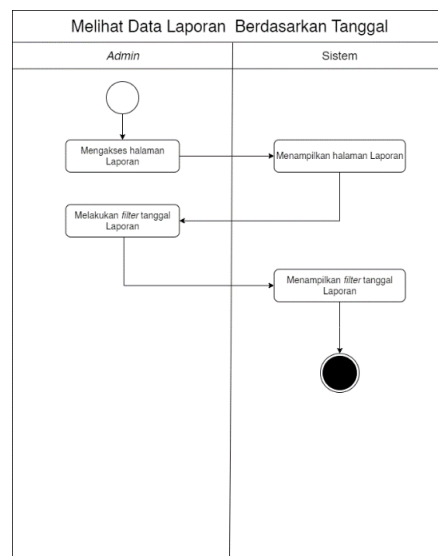 Melihat Data Laporan Berdasarkan Tanggal
Admin
Sistem
Mengakses halaman
Laporan
Menampilkan halaman Laporan
Melakukan filter tanggal
Laporan
Menampilkan filter tanggal
Laporan